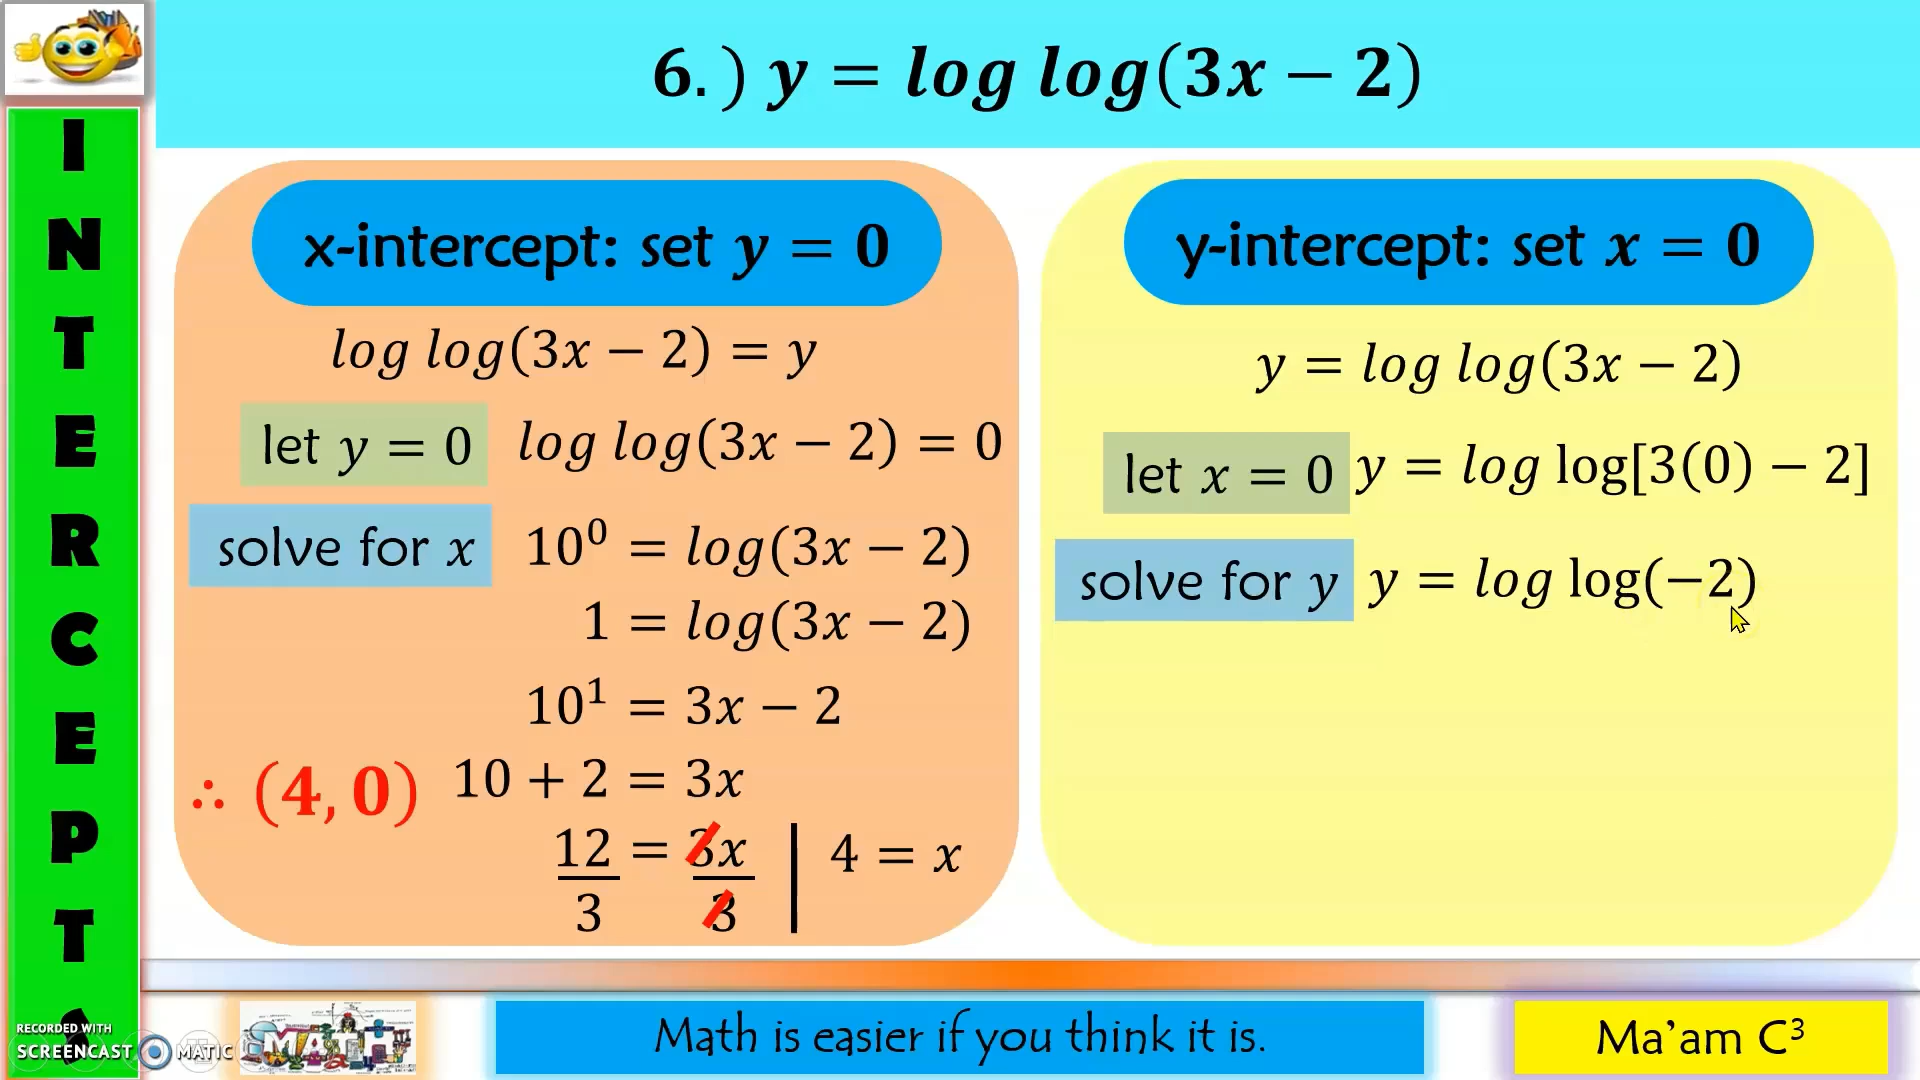 6. ) y = log log(3x − 2)
INTERCEPTS
x-intercept: set y = 0
log log(3x − 2) = y
let y = 0 log log(3x − 2) = 0
solve for x 10⁰ = log(3x − 2)
1 = log(3x − 2)
10¹ = 3x − 2
10 + 2 = 3x
∴ (4, 0)
12/3 = 3x/3 | 4 = x
y-intercept: set x = 0
y = log log(3x − 2)
let x = 0 y = log log[3(0) − 2]
solve for y y = log log(−2)
RECORDED WITH
SCREENCAST MATIC
MATH
Math is easier if you think it is.
Ma’am C³